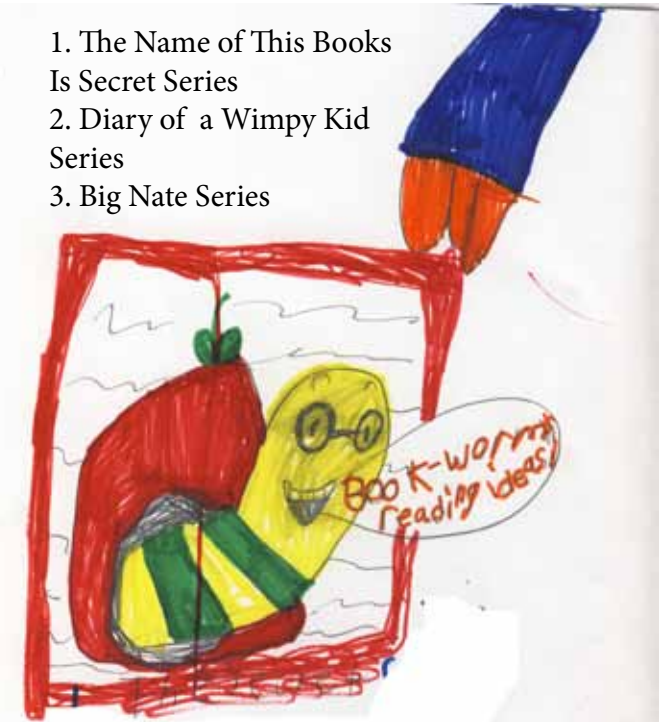 1. The Name of This Books
Is Secret Series
2. Diary of a Wimpy Kid
Series
3. Big Nate Series
BooK-worms
reading ideas!